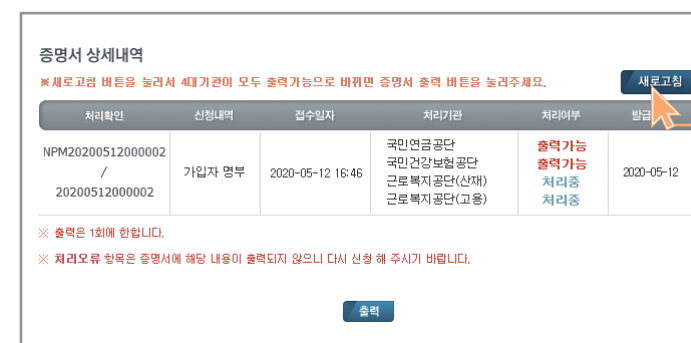 증명서 상세내역
※새로고침 버튼을 눌러서 4대기관이 모두 출력가능으로 바뀌면 증명서 출력 버튼을 눌러주세요.
새로고침
처리확인 신청내역 접수일자 처리기관 처리여부 발급
NPM20200512000002
/
20200512000002
가입자 명부
2020-05-12 16:46
국민연금공단 출력가능
국민건강보험공단 출력가능
근로복지공단(산재) 처리중
근로복지공단(고용) 처리중
2020-05-12
※ 출력은 1회에 한합니다.
※ 처리오류 항목은 증명서에 해당 내용이 출력되지 않으니 다시 신청 해 주시기 바랍니다.
출력